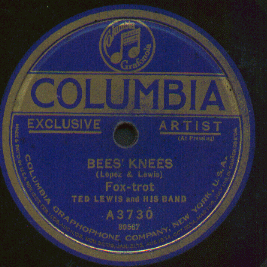 COLUMBIA
EXCLUSIVE ARTIST
BEES' KNEES
(Lopez & Lewis)
Fox-trot
TED LEWIS and HIS BAND
A3730
80567
COLUMBIA GRAPHOPHONE COMPANY, NEW YORK, U.S.A.